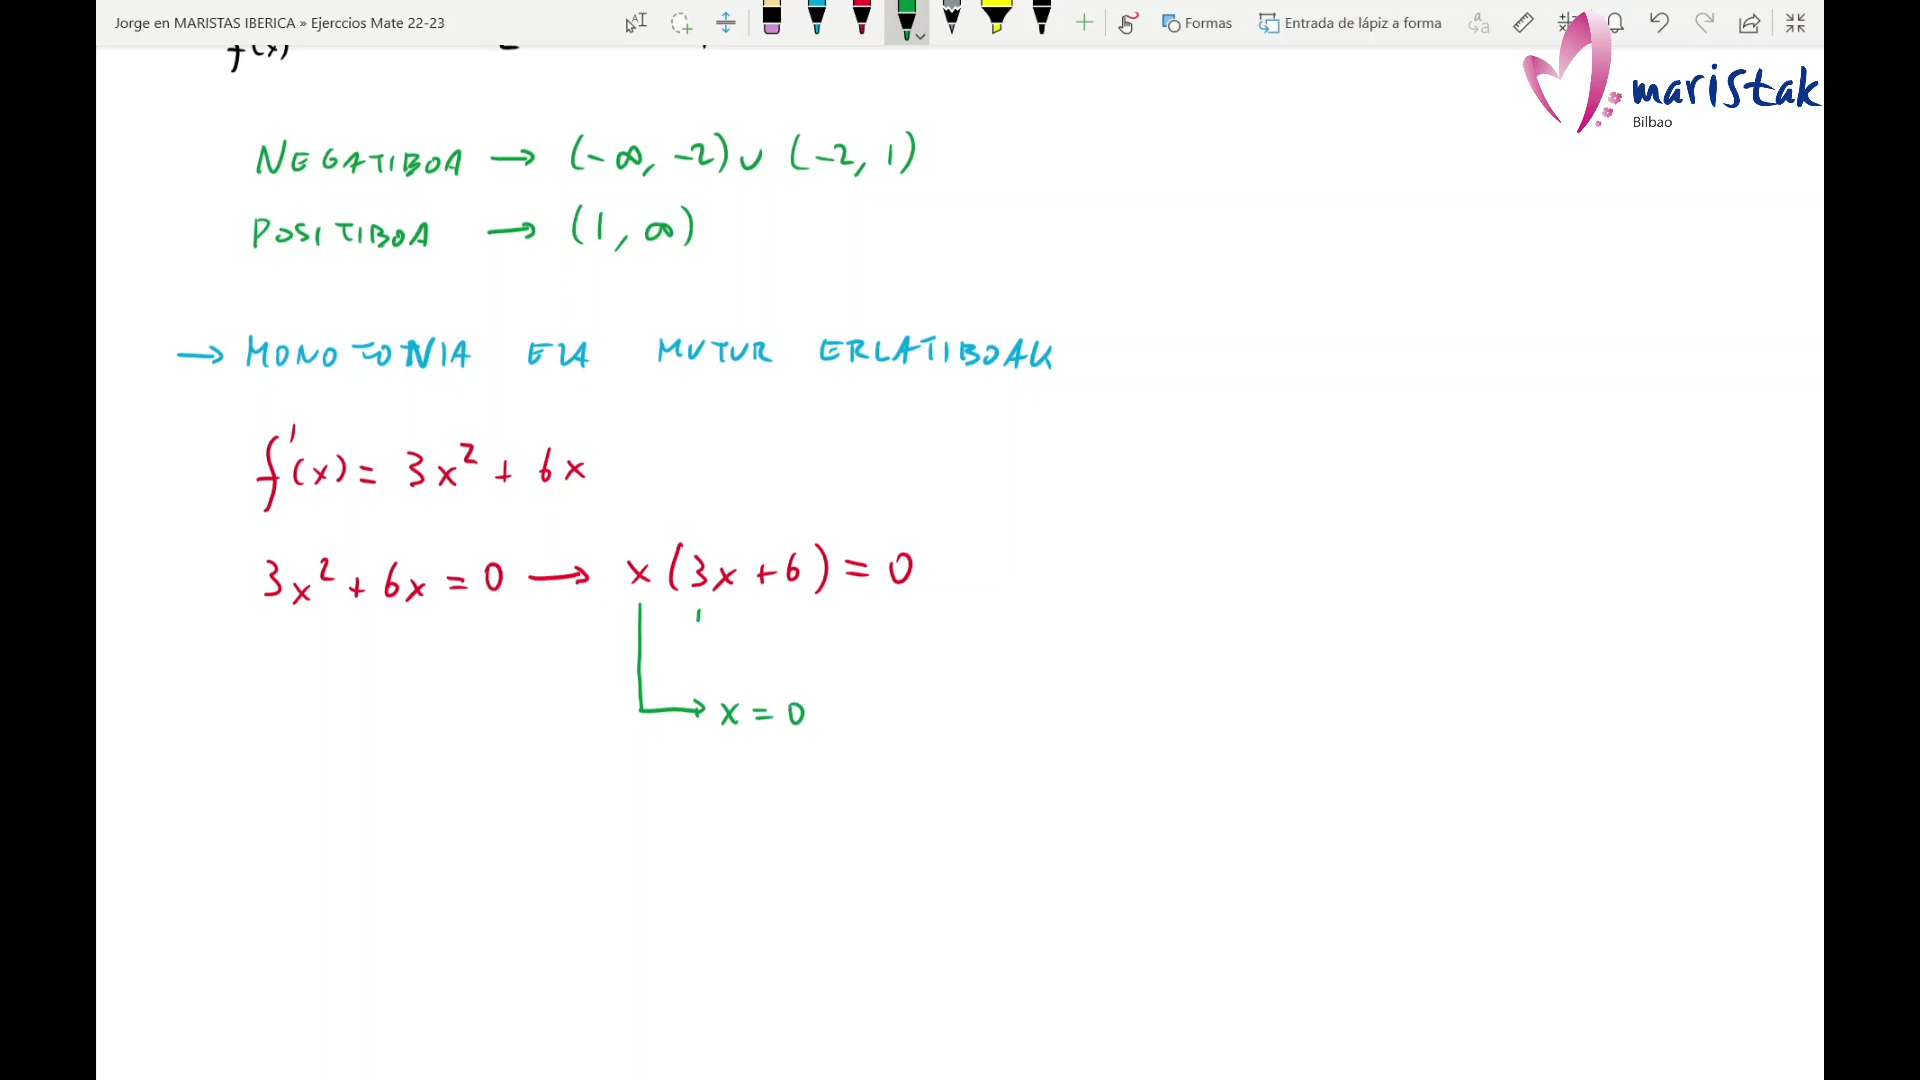 Jorge en MARISTAS IBERICA » Ejerccios Mate 22-23
Formas
Entrada de lápiz a forma
f(x)
maristak
Bilbao
NEGATIBOA → (-∞, -2) ∪ (-2, 1)
POSITIBOA → (1, ∞)
→ MONOTONIA ETA MUTUR ERLATIBOAK
f'(x) = 3x² + 6x
3x² + 6x = 0 → x(3x + 6) = 0
x = 0